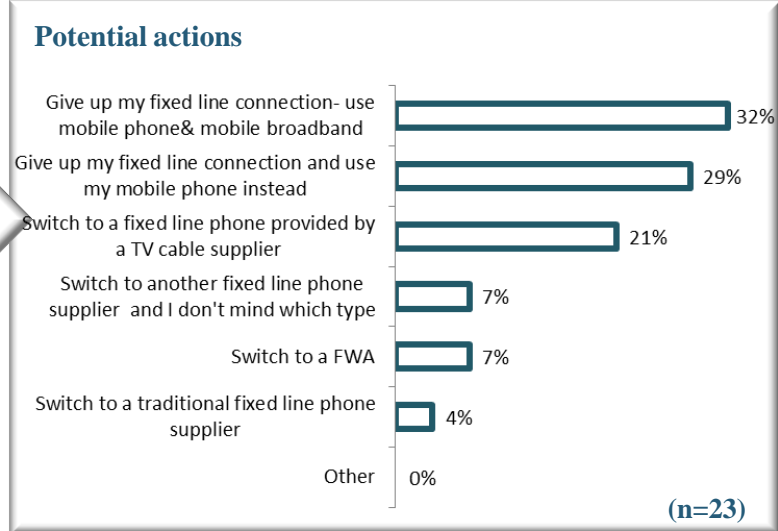 Potential actions
Give up my fixed line connection- use
mobile phone& mobile broadband
32%
Give up my fixed line connection and use
my mobile phone instead
29%
Switch to a fixed line phone provided by
a TV cable supplier
21%
Switch to another fixed line phone
supplier  and I don't mind which type
7%
Switch to a FWA
7%
Switch to a traditional fixed line phone
supplier
4%
Other
0%
(n=23)